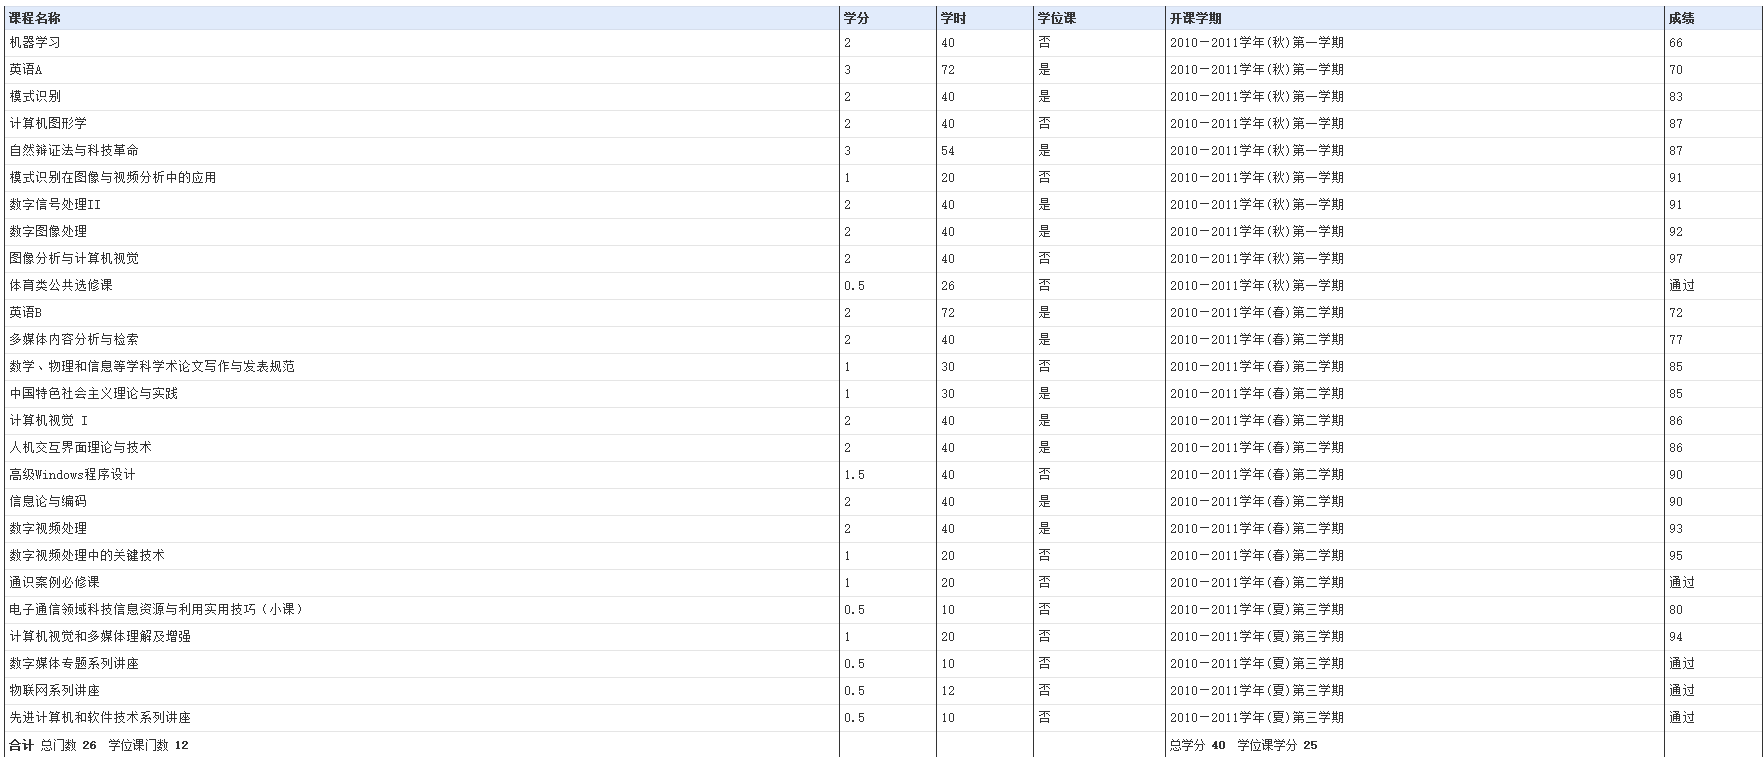 课程名称 学分 学时 学位课 开课学期 成绩
机器学习 2 40 否 2010—2011学年(秋)第一学期 66
英语A 3 72 是 2010—2011学年(秋)第一学期 70
模式识别 2 40 是 2010—2011学年(秋)第一学期 83
计算机图形学 2 40 否 2010—2011学年(秋)第一学期 87
自然辩证法与科技革命 3 54 是 2010—2011学年(秋)第一学期 87
模式识别在图像与视频分析中的应用 1 20 否 2010—2011学年(秋)第一学期 91
数字信号处理II 2 40 是 2010—2011学年(秋)第一学期 91
数字图像处理 2 40 是 2010—2011学年(秋)第一学期 92
图像分析与计算机视觉 2 40 否 2010—2011学年(秋)第一学期 97
体育类公共选修课 0.5 26 否 2010—2011学年(秋)第一学期 通过
英语B 2 72 是 2010—2011学年(春)第二学期 72
多媒体内容分析与检索 2 40 是 2010—2011学年(春)第二学期 77
数学、物理和信息等学科学术论文写作与发表规范 1 30 否 2010—2011学年(春)第二学期 85
中国特色社会主义理论与实践 1 30 是 2010—2011学年(春)第二学期 85
计算机视觉 I 2 40 是 2010—2011学年(春)第二学期 86
人机交互界面理论与技术 2 40 是 2010—2011学年(春)第二学期 86
高级Windows程序设计 1.5 40 否 2010—2011学年(春)第二学期 90
信息论与编码 2 40 是 2010—2011学年(春)第二学期 90
数字视频处理 2 40 是 2010—2011学年(春)第二学期 93
数字视频处理中的关键技术 1 20 否 2010—2011学年(春)第二学期 95
通识案例必修课 1 20 否 2010—2011学年(春)第二学期 通过
电子通信领域科技信息资源与利用实用技巧（小课） 0.5 10 否 2010—2011学年(夏)第三学期 80
计算机视觉和多媒体理解及增强 1 20 否 2010—2011学年(夏)第三学期 94
数字媒体专题系列讲座 0.5 10 否 2010—2011学年(夏)第三学期 通过
物联网系列讲座 0.5 12 否 2010—2011学年(夏)第三学期 通过
先进计算机和软件技术系列讲座 0.5 10 否 2010—2011学年(夏)第三学期 通过
合计 总门数 26 学位课门数 12 总学分 40 学位课学分 25